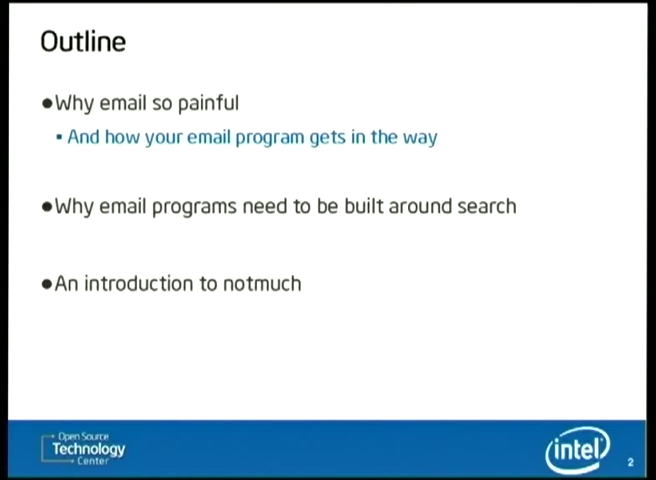 Outline
●Why email so painful
▪ And how your email program gets in the way
●Why email programs need to be built around search
●An introduction to notmuch
Open Source
Technology
Center
intel
2